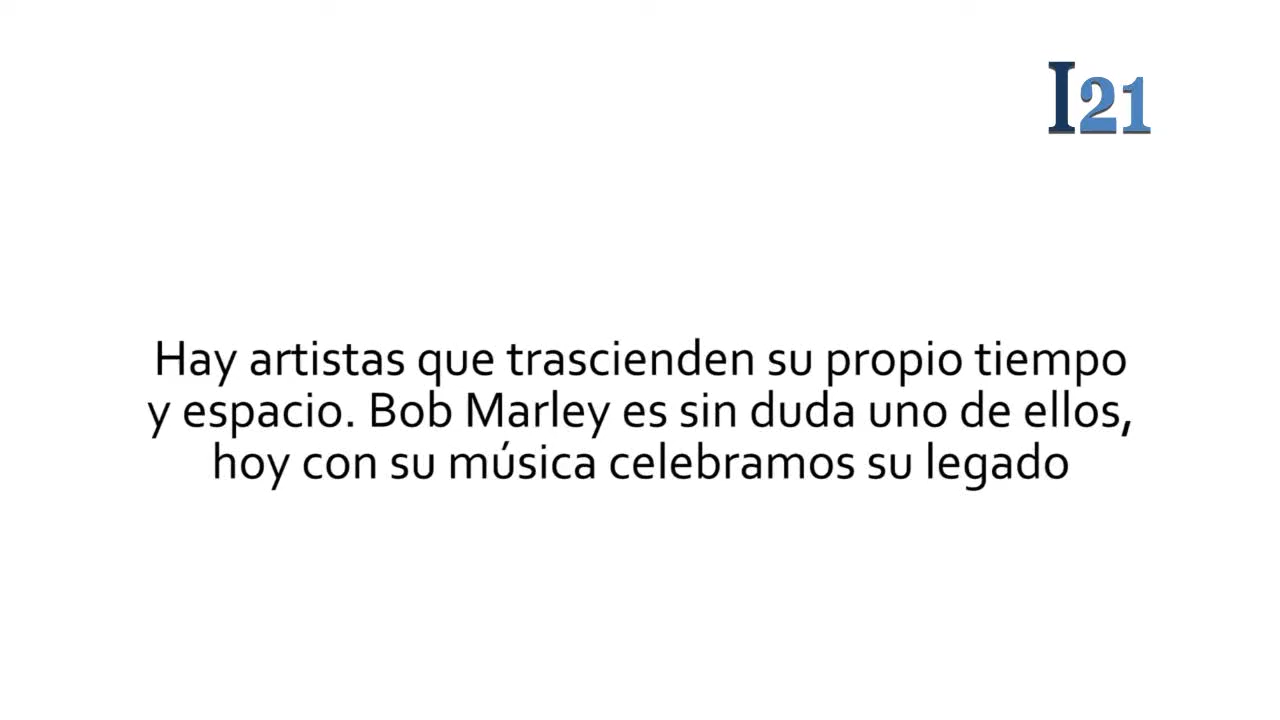 I21
Hay artistas que trascienden su propio tiempo
y espacio. Bob Marley es sin duda uno de ellos,
hoy con su música celebramos su legado